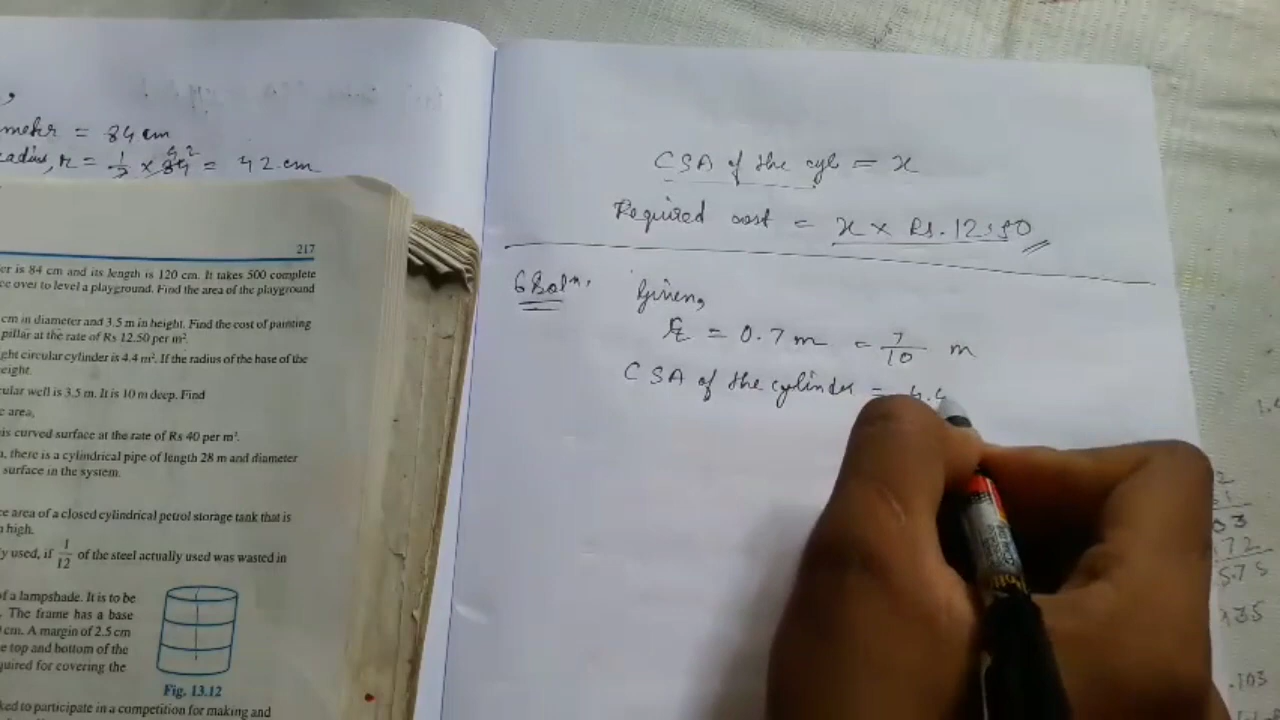 meter = 84 cm
radius, r = 1/2 × 84 42 = 42 cm
217
er is 84 cm and its length is 120 cm. It takes 500 complete
ce over to level a playground. Find the area of the playground
cm in diameter and 3.5 m in height. Find the cost of painting
pillar at the rate of Rs 12.50 per m².
ght circular cylinder is 4.4 m². If the radius of the base of the
eight.
cular well is 3.5 m. It is 10 m deep. Find
e area,
is curved surface at the rate of Rs 40 per m².
, there is a cylindrical pipe of length 28 m and diameter
surface in the system.
ce area of a closed cylindrical petrol storage tank that is
high.
y used, if 1/12 of the steel actually used was wasted in
of a lampshade. It is to be
. The frame has a base
cm. A margin of 2.5 cm
e top and bottom of the
quired for covering the
Fig. 13.12
ked to participate in a competition for making and
CSA of the cyl = x
Required cost = x × Rs. 12.50
6 Solⁿ. Given,
r = 0.7 m = 7/10 m
CSA of the cylinder = 4.4
03
72
575
×35
.103